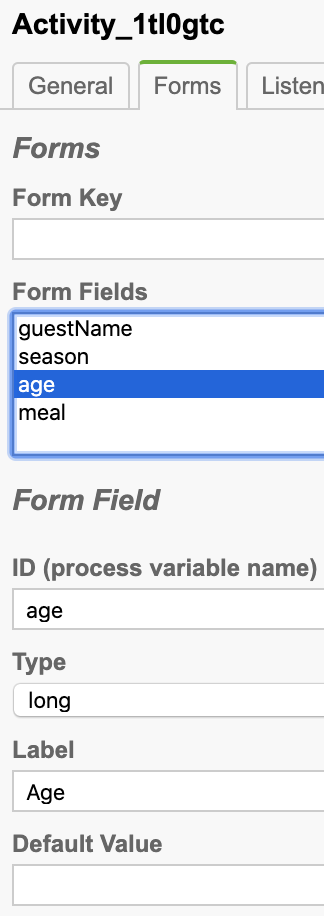 Activity_1tl0gtc
General Forms Listen
Forms
Form Key
Form Fields
guestName
season
age
meal
Form Field
ID (process variable name)
age
Type
long
Label
Age
Default Value